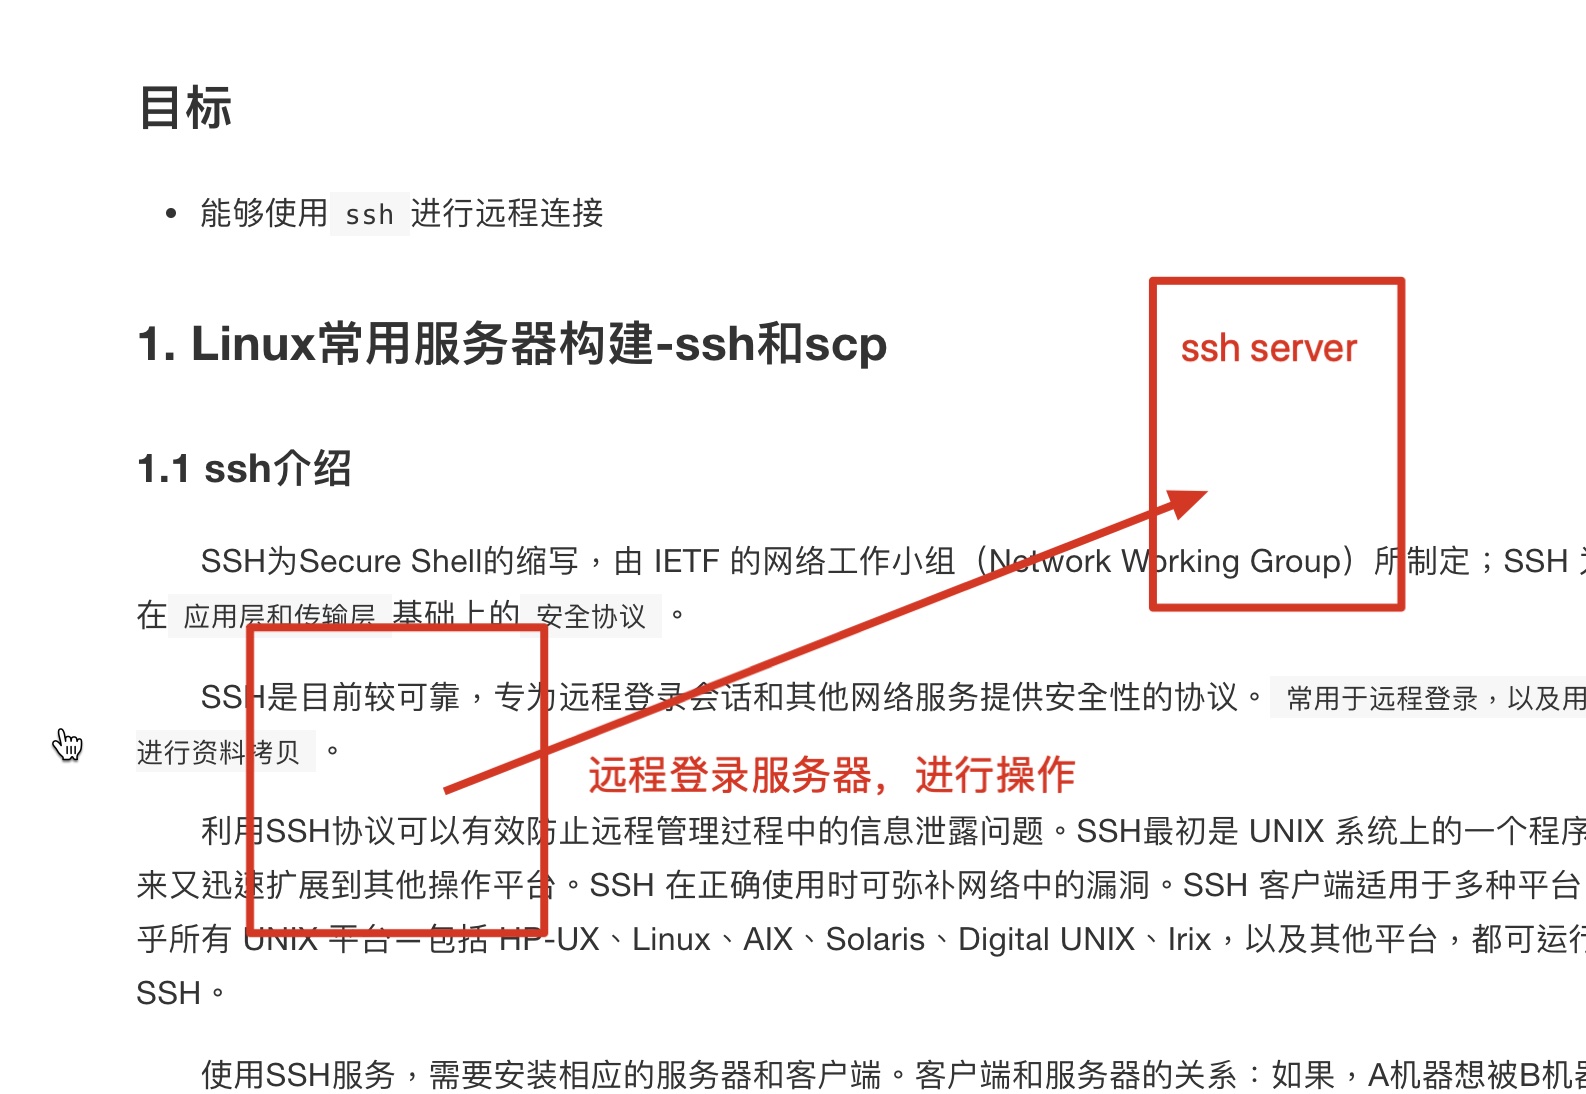 目标
能够使用 ssh 进行远程连接
1. Linux常用服务器构建-ssh和scp
ssh server
1.1 ssh介绍
SSH为Secure Shell的缩写，由 IETF 的网络工作小组（Network Working Group）所制定；SSH
在 应用层和传输层 基础上的 安全协议 。
SSH是目前较可靠，专为远程登录会话和其他网络服务提供安全性的协议。 常用于远程登录，以及用
进行资料拷贝 。
远程登录服务器，进行操作
利用SSH协议可以有效防止远程管理过程中的信息泄露问题。SSH最初是 UNIX 系统上的一个程序
来又迅速扩展到其他操作平台。SSH 在正确使用时可弥补网络中的漏洞。SSH 客户端适用于多种平台
乎所有 UNIX 平台—包括 HP-UX、Linux、AIX、Solaris、Digital UNIX、Irix，以及其他平台，都可运行
SSH。
使用SSH服务，需要安装相应的服务器和客户端。客户端和服务器的关系：如果，A机器想被B机器